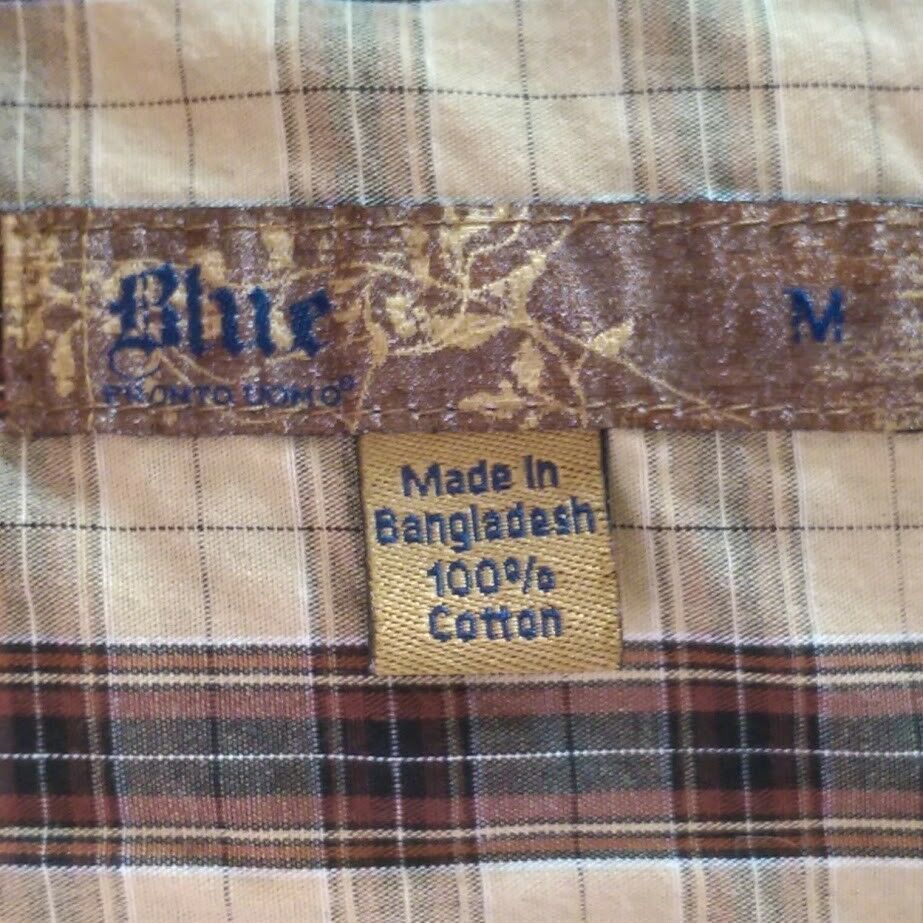 Blue
M
PRONTO UOMO®
Made In
Bangladesh
100%
Cotton